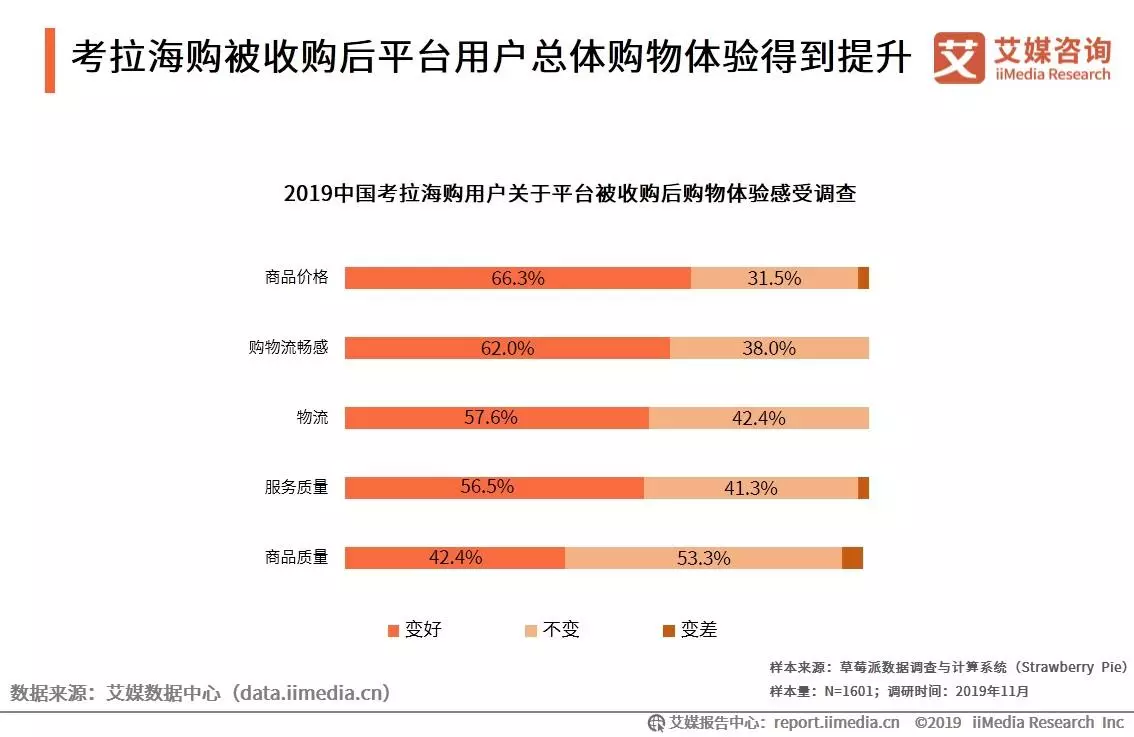 考拉海购被收购后平台用户总体购物体验得到提升
艾 艾媒咨询
iiMedia Research
2019中国考拉海购用户关于平台被收购后购物体验感受调查
商品价格 66.3% 31.5%
购物流畅感 62.0% 38.0%
物流 57.6% 42.4%
服务质量 56.5% 41.3%
商品质量 42.4% 53.3%
变好 不变 变差
样本来源：草莓派数据调查与计算系统（Strawberry Pie）
数据来源：艾媒数据中心（data.iimedia.cn）
样本量：N=1601；调研时间：2019年11月
艾媒报告中心：report.iimedia.cn ©2019 iiMedia Research Inc